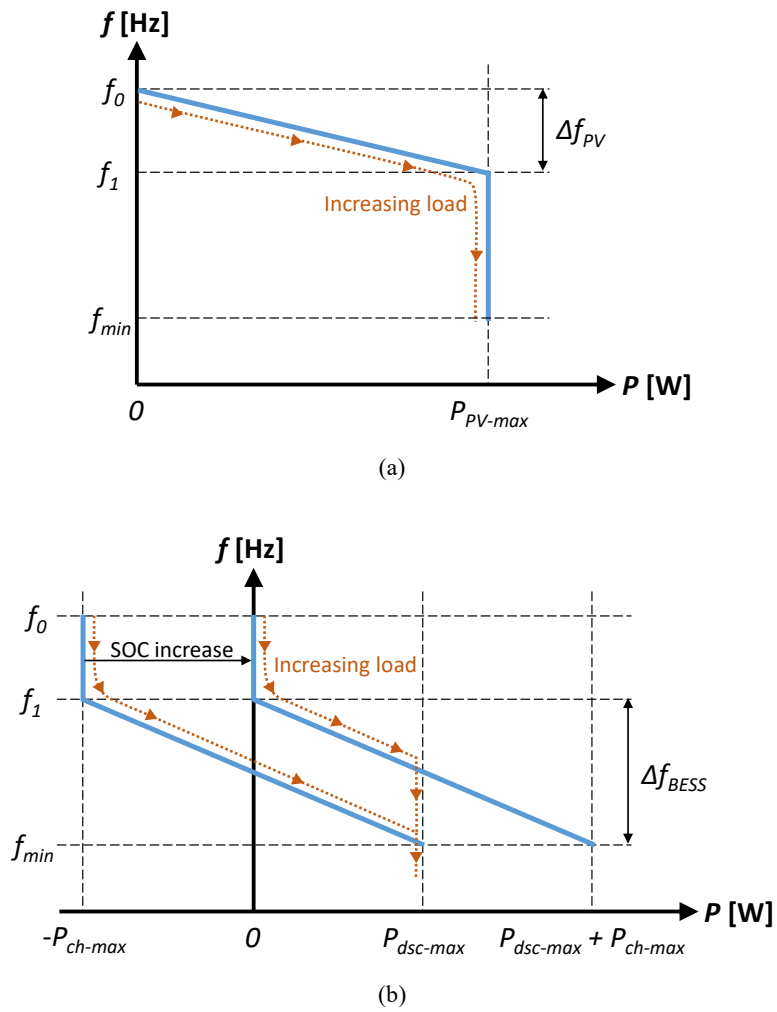 f [Hz]
f0
ΔfPV
f1
Increasing load
fmin
P [W]
0
PPV-max
(a)
f [Hz]
f0
SOC increase
Increasing load
f1
ΔfBESS
fmin
P [W]
-Pch-max
0
Pdsc-max
Pdsc-max + Pch-max
(b)